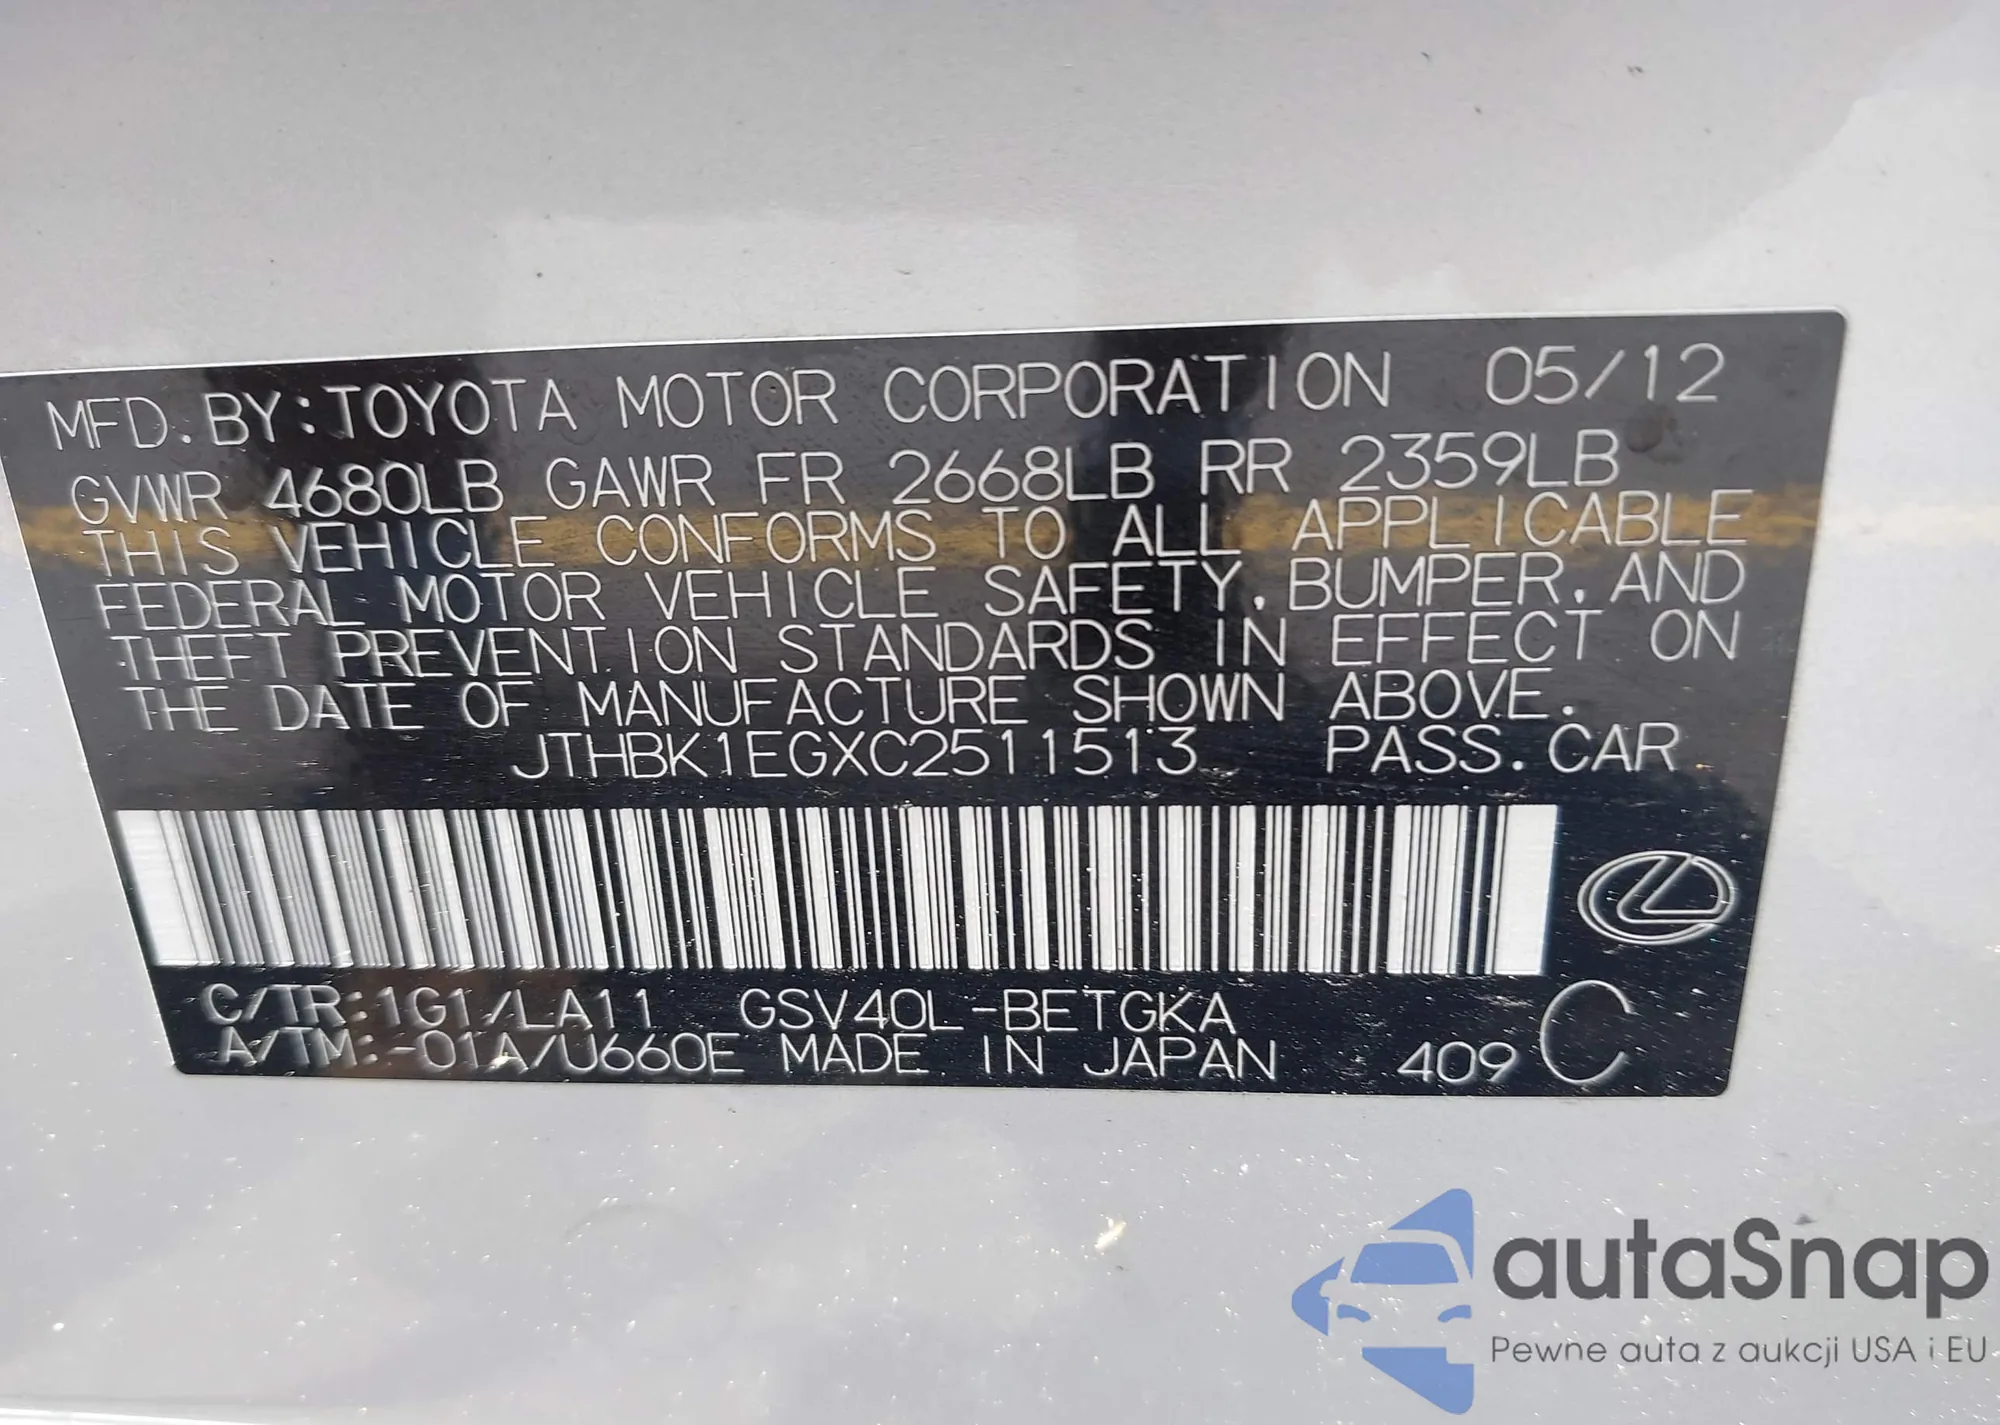 MFD. BY:TOYOTA MOTOR CORPORATION 05/12
GVWR 4680LB GAWR FR 2668LB RR 2359LB
THIS VEHICLE CONFORMS TO ALL APPLICABLE
FEDERAL MOTOR VEHICLE SAFETY, BUMPER, AND
THEFT PREVENTION STANDARDS IN EFFECT ON
THE DATE OF MANUFACTURE SHOWN ABOVE.
JTHBK1EGXC2511513 PASS. CAR
C/TR:1G1/LA11 GSV40L-BETGKA
A/TM:-01A/U660E MADE IN JAPAN 409 C
autaSnap
Pewne auta z aukcji USA i EU